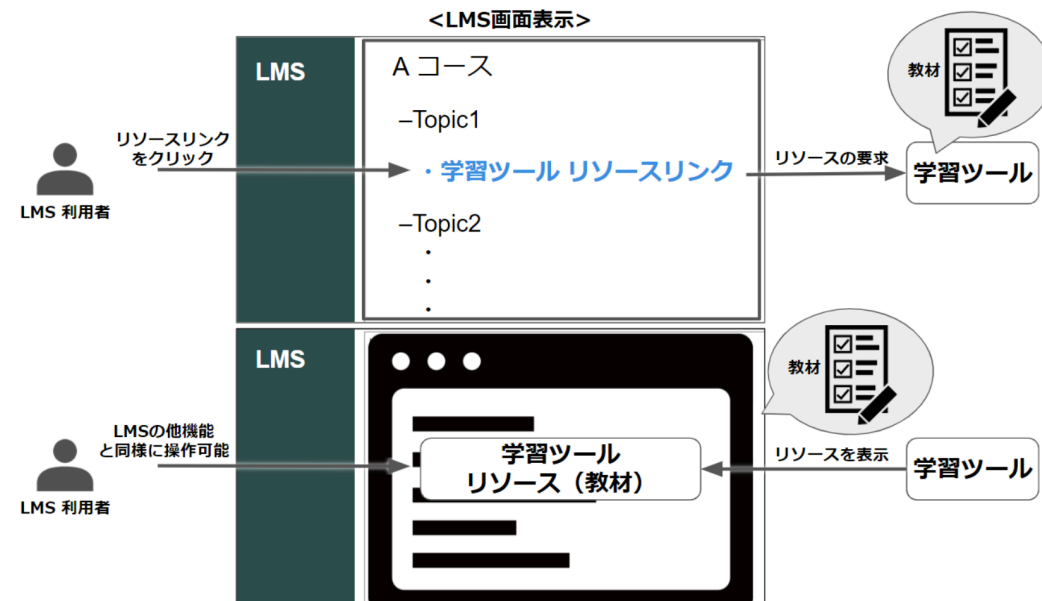 <LMS画面表示>
LMS
A コース
–Topic1
・学習ツール リソースリンク
–Topic2
・
・
・
リソースリンク
をクリック
LMS 利用者
リソースの要求
教材
学習ツール
LMS
LMSの他機能
と同様に操作可能
LMS 利用者
学習ツール
リソース（教材）
リソースを表示
教材
学習ツール